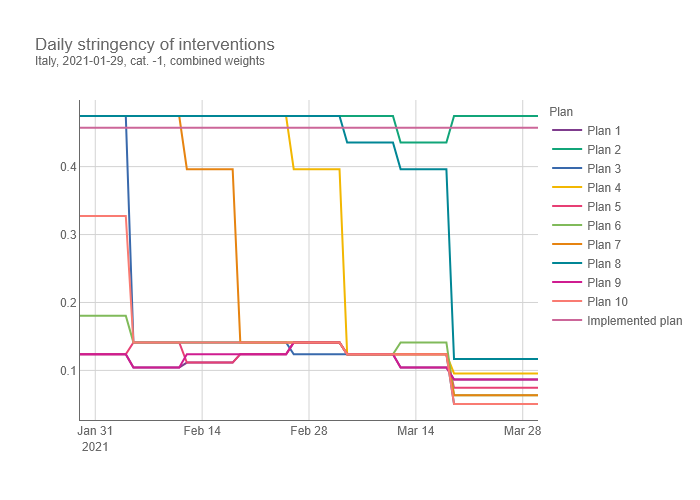 Daily stringency of interventions
Italy, 2021-01-29, cat. -1, combined weights
Plan
Plan 1
Plan 2
Plan 3
Plan 4
Plan 5
Plan 6
Plan 7
Plan 8
Plan 9
Plan 10
Implemented plan
0.4
0.3
0.2
0.1
Jan 31
2021
Feb 14
Feb 28
Mar 14
Mar 28